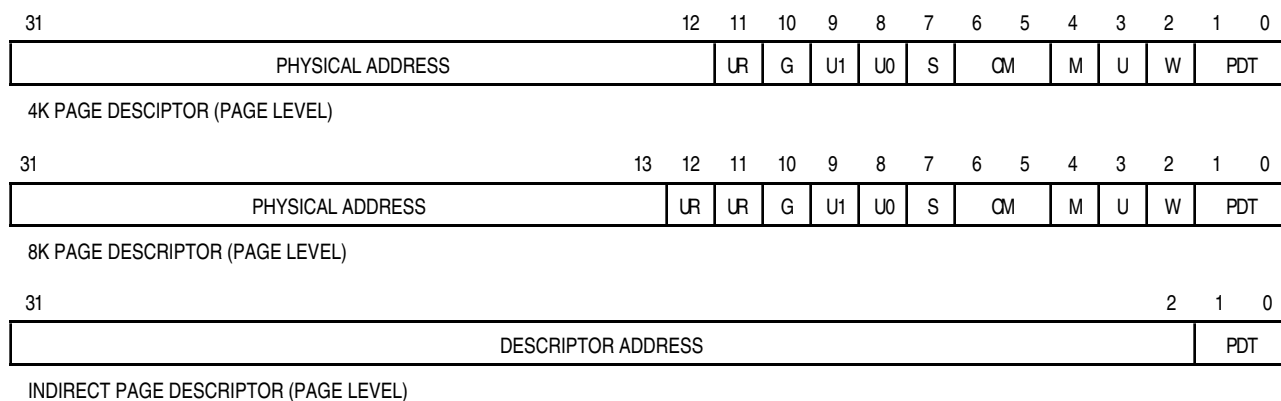 31 12 11 10 9 8 7 6 5 4 3 2 1 0
PHYSICAL ADDRESS UR G U1 U0 S CM M U W PDT
4K PAGE DESCIPTOR (PAGE LEVEL)
31 13 12 11 10 9 8 7 6 5 4 3 2 1 0
PHYSICAL ADDRESS UR UR G U1 U0 S CM M U W PDT
8K PAGE DESCRIPTOR (PAGE LEVEL)
31 2 1 0
DESCRIPTOR ADDRESS PDT
INDIRECT PAGE DESCRIPTOR (PAGE LEVEL)